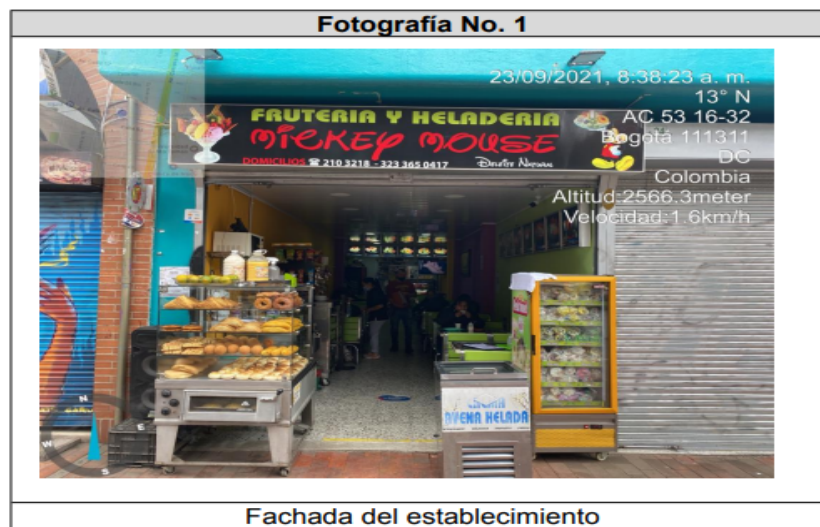 Fotografía No. 1
23/09/2021, 8:38:23 a. m.
13° N
AC 53 16-32
Bogotá 111311
DC
Colombia
Altitud:2566.3meter
Velocidad:1.6km/h
FRUTERIA Y HELADERIA
MICKEY MOUSE
DOMICILIOS ☎ 210 3218 - 323 365 0417
AVENA HELADA
N
E
W
S
Fachada del establecimiento